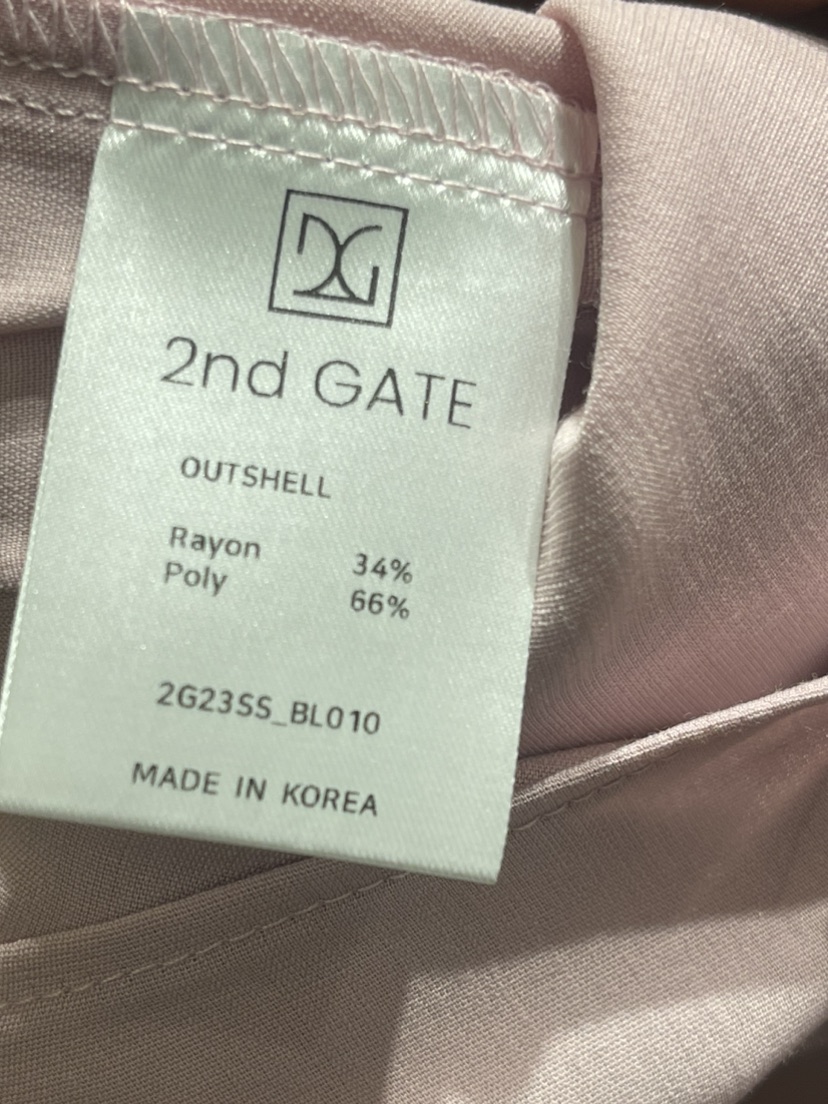 2nd GATE
OUTSHELL
Rayon 34%
Poly 66%
2G23SS_BL010
MADE IN KOREA